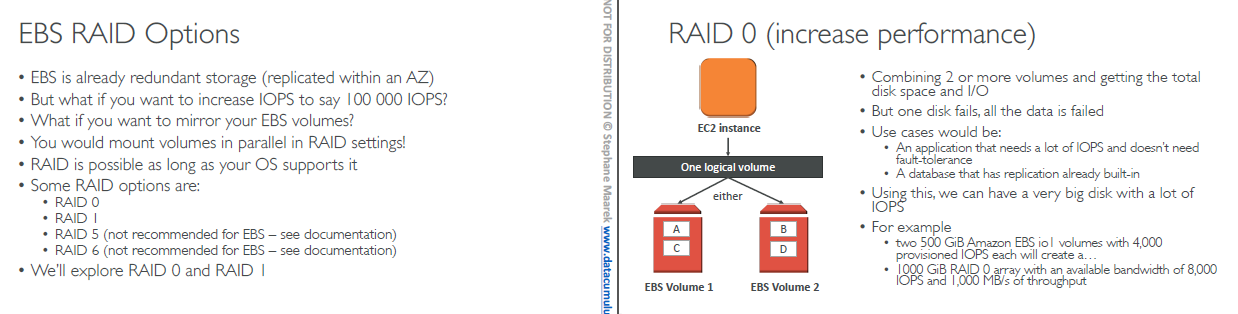 EBS RAID Options
• EBS is already redundant storage (replicated within an AZ)
• But what if you want to increase IOPS to say 100 000 IOPS?
• What if you want to mirror your EBS volumes?
• You would mount volumes in parallel in RAID settings!
• RAID is possible as long as your OS supports it
• Some RAID options are:
• RAID 0
• RAID 1
• RAID 5 (not recommended for EBS – see documentation)
• RAID 6 (not recommended for EBS – see documentation)
• We'll explore RAID 0 and RAID 1
NOT FOR DISTRIBUTION © Stephane Maarek www.datacumulu
RAID 0 (increase performance)
EC2 instance
One logical volume
either
A
C
B
D
EBS Volume 1
EBS Volume 2
• Combining 2 or more volumes and getting the total
disk space and I/O
• But one disk fails, all the data is failed
• Use cases would be:
• An application that needs a lot of IOPS and doesn't need
fault-tolerance
• A database that has replication already built-in
• Using this, we can have a very big disk with a lot of
IOPS
• For example
• two 500 GiB Amazon EBS io1 volumes with 4,000
provisioned IOPS each will create a…
• 1000 GiB RAID 0 array with an available bandwidth of 8,000
IOPS and 1,000 MB/s of throughput